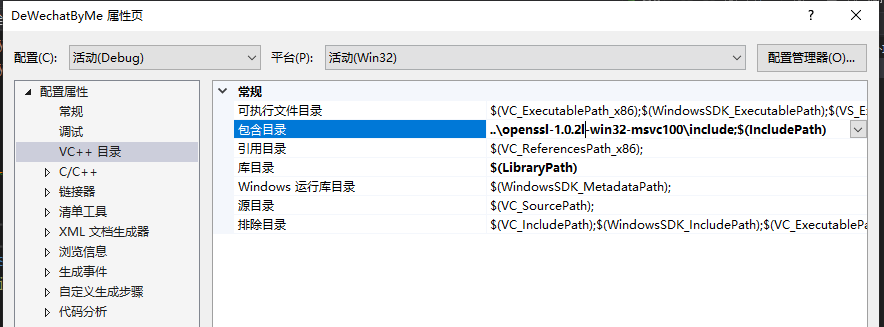 DeWechatByMe 属性页
配置(C): 活动(Debug) 平台(P): 活动(Win32) 配置管理器(O)...
配置属性
常规
调试
VC++ 目录
C/C++
链接器
清单工具
XML 文档生成器
浏览信息
生成事件
自定义生成步骤
代码分析
常规
可执行文件目录 $(VC_ExecutablePath_x86);$(WindowsSDK_ExecutablePath);$(VS_E
包含目录 ..\openssl-1.0.2l-win32-msvc100\include;$(IncludePath)
引用目录 $(VC_ReferencesPath_x86);
库目录 $(LibraryPath)
Windows 运行库目录 $(WindowsSDK_MetadataPath);
源目录 $(VC_SourcePath);
排除目录 $(VC_IncludePath);$(WindowsSDK_IncludePath);$(VC_ExecutablePa